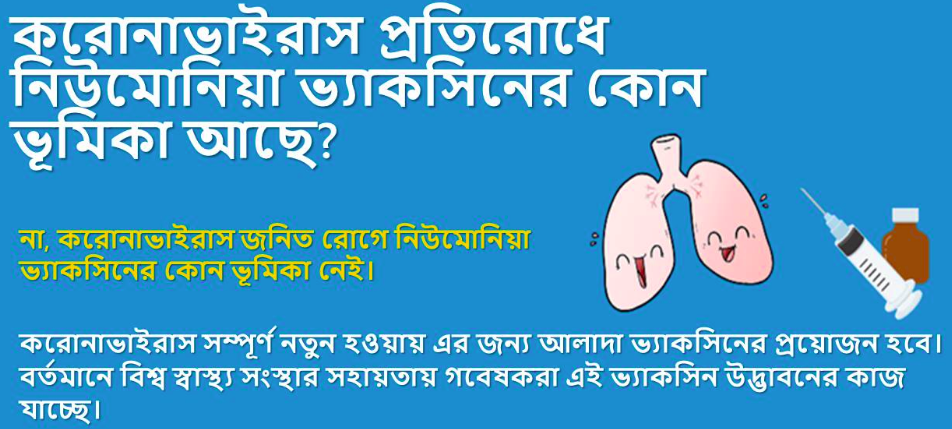 করোনাভাইরাস প্রতিরোধে
নিউমোনিয়া ভ্যাকসিনের কোন
ভূমিকা আছে?
না, করোনাভাইরাস জনিত রোগে নিউমোনিয়া
ভ্যাকসিনের কোন ভূমিকা নেই।
করোনাভাইরাস সম্পূর্ণ নতুন হওয়ায় এর জন্য আলাদা ভ্যাকসিনের প্রয়োজন হবে।
বর্তমানে বিশ্ব স্বাস্থ্য সংস্থার সহায়তায় গবেষকরা এই ভ্যাকসিন উদ্ভাবনের কাজ
যাচ্ছে।